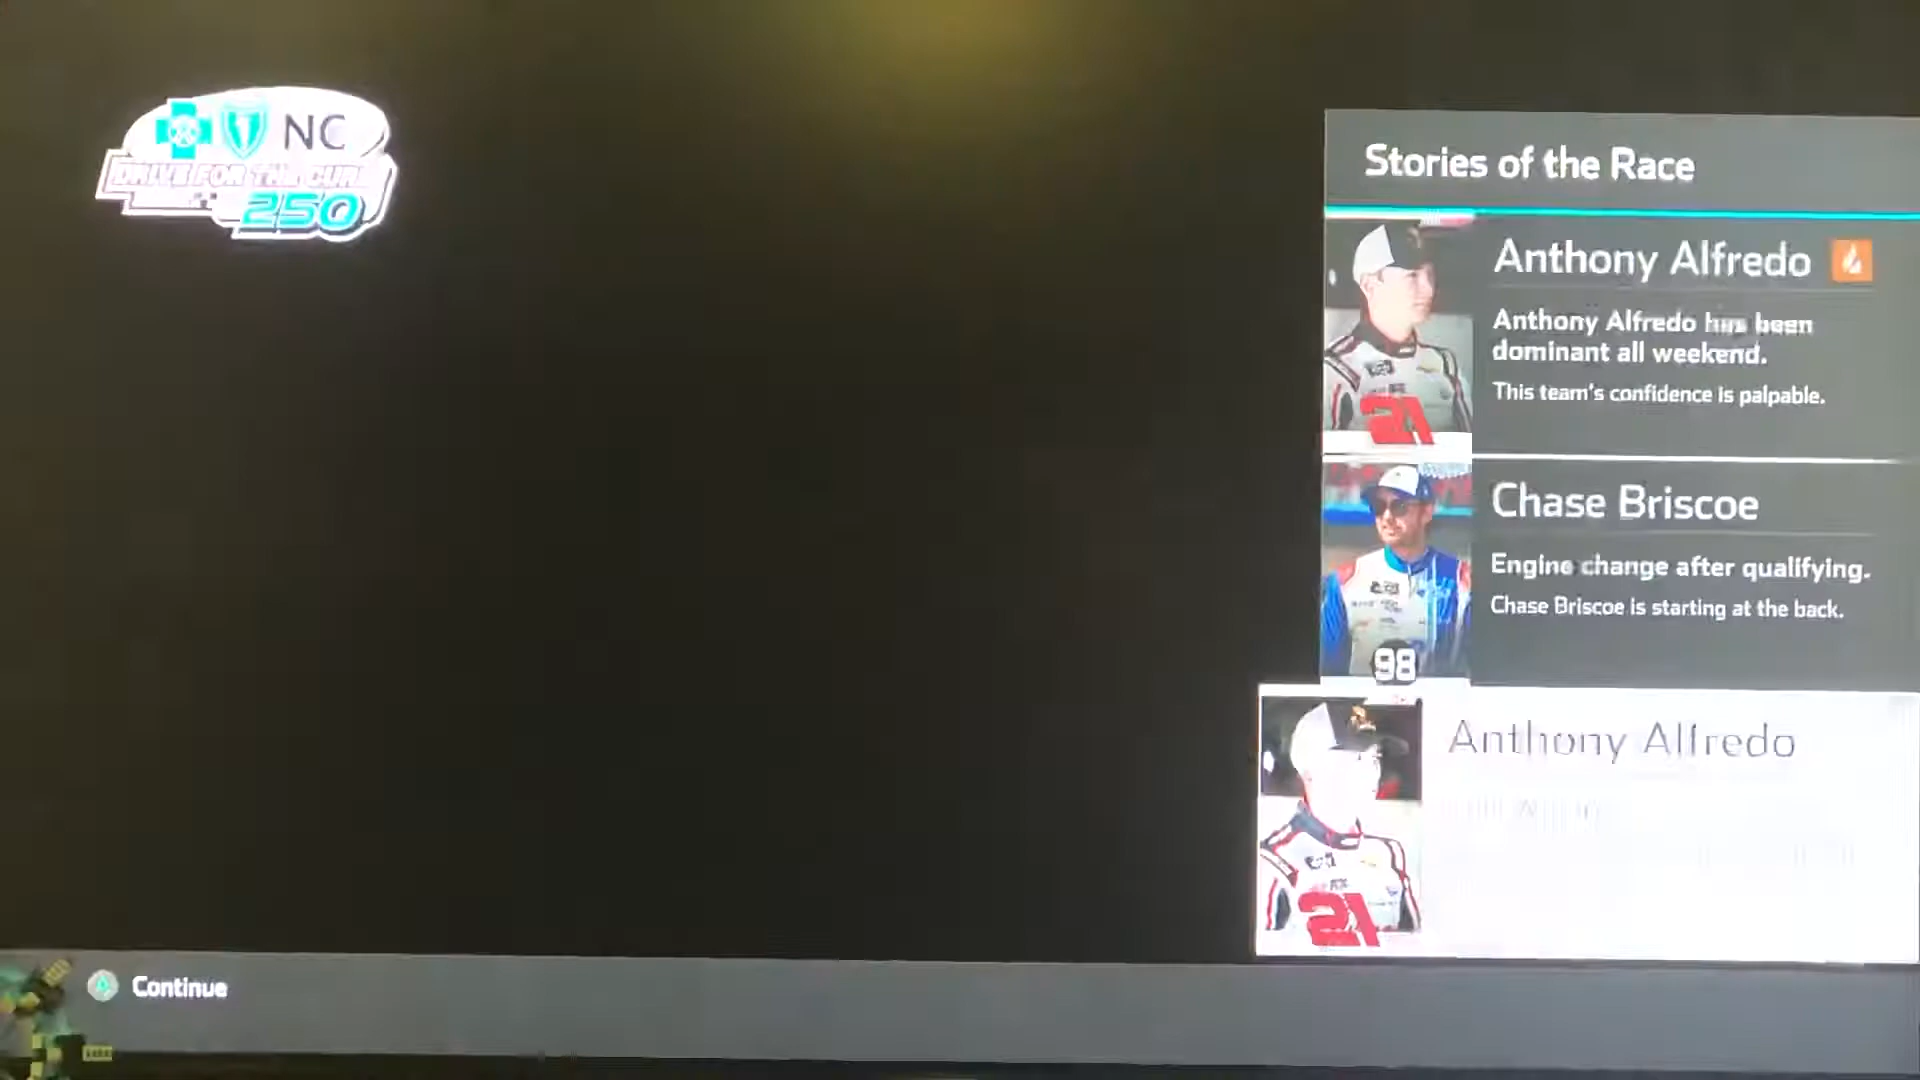 NC
DRIVE FOR THE CURE
250
Stories of the Race
Anthony Alfredo
Anthony Alfredo has been
dominant all weekend.
This team's confidence is palpable.
21
Chase Briscoe
Engine change after qualifying.
Chase Briscoe is starting at the back.
98
Anthony Alfredo
21
Continue